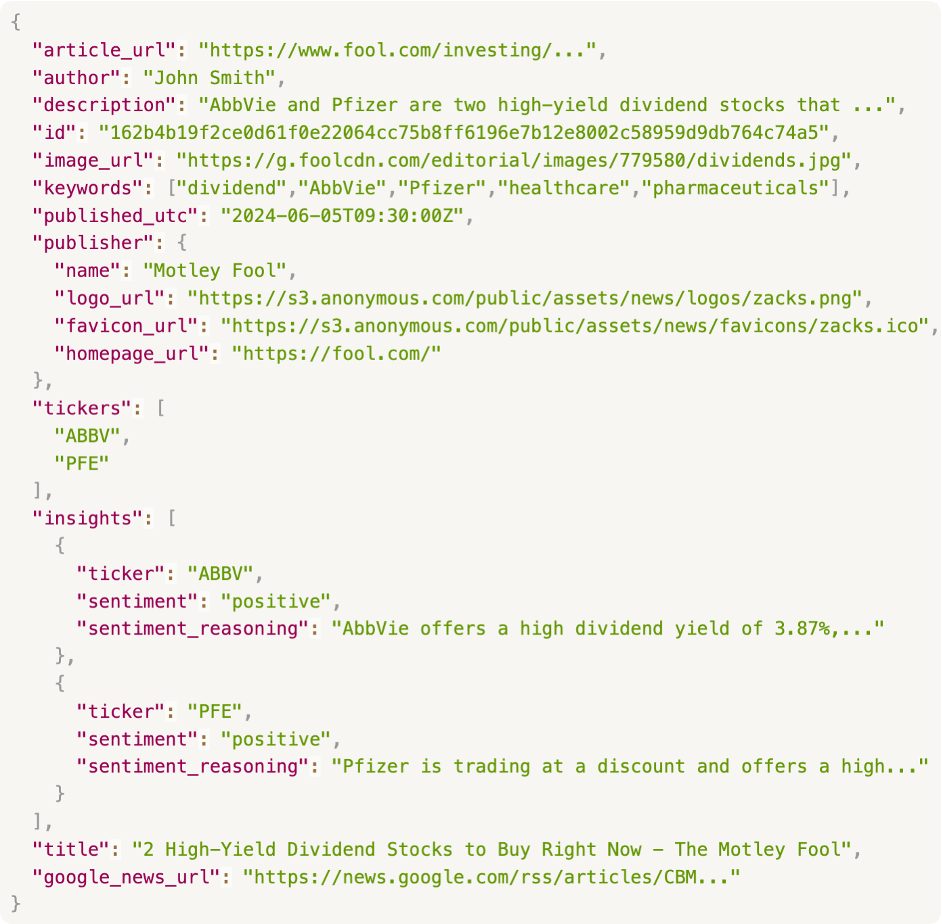 {
  "article_url": "https://www.fool.com/investing/...",
  "author": "John Smith",
  "description": "AbbVie and Pfizer are two high-yield dividend stocks that ...",
  "id": "162b4b19f2ce0d61f0e22064cc75b8ff6196e7b12e8002c58959d9db764c74a5",
  "image_url": "https://g.foolcdn.com/editorial/images/779580/dividends.jpg",
  "keywords": ["dividend","AbbVie","Pfizer","healthcare","pharmaceuticals"],
  "published_utc": "2024-06-05T09:30:00Z",
  "publisher": {
    "name": "Motley Fool",
    "logo_url": "https://s3.anonymous.com/public/assets/news/logos/zacks.png",
    "favicon_url": "https://s3.anonymous.com/public/assets/news/favicons/zacks.ico",
    "homepage_url": "https://fool.com/"
  },
  "tickers": [
    "ABBV",
    "PFE"
  ],
  "insights": [
    {
      "ticker": "ABBV",
      "sentiment": "positive",
      "sentiment_reasoning": "AbbVie offers a high dividend yield of 3.87%,..."
    },
    {
      "ticker": "PFE",
      "sentiment": "positive",
      "sentiment_reasoning": "Pfizer is trading at a discount and offers a high..."
    }
  ],
  "title": "2 High-Yield Dividend Stocks to Buy Right Now - The Motley Fool",
  "google_news_url": "https://news.google.com/rss/articles/CBM..."
}